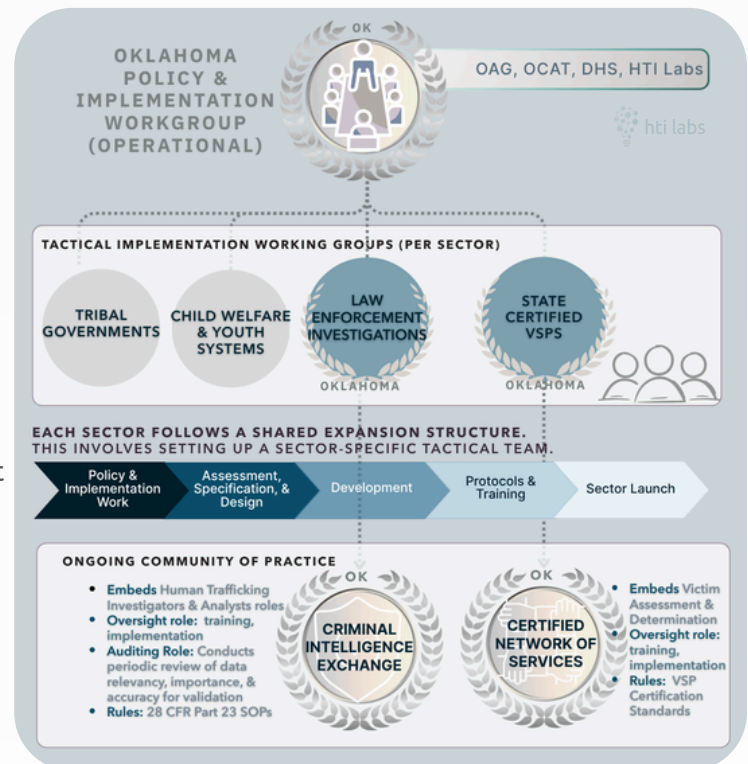 OK
OKLAHOMA
POLICY &
IMPLEMENTATION
WORKGROUP
(OPERATIONAL)
OAG, OCAT, DHS, HTI Labs
hti labs
TACTICAL IMPLEMENTATION WORKING GROUPS (PER SECTOR)
TRIBAL
GOVERNMENTS
CHILD WELFARE
& YOUTH
SYSTEMS
LAW
ENFORCEMENT
INVESTIGATIONS
OKLAHOMA
STATE
CERTIFIED
VSPS
OKLAHOMA
EACH SECTOR FOLLOWS A SHARED EXPANSION STRUCTURE.
THIS INVOLVES SETTING UP A SECTOR-SPECIFIC TACTICAL TEAM.
t
Policy &
Implementation
Work
Assessment,
Specification, &
Design
Development
Protocols &
Training
Sector Launch
ONGOING COMMUNITY OF PRACTICE
• Embeds Human Trafficking
Investigators & Analysts roles
• Oversight role: training,
implementation
• Auditing Role: Conducts
periodic review of data
relevancy, importance, &
accuracy for validation
• Rules: 28 CFR Part 23 SOPs
OK
CRIMINAL
INTELLIGENCE
EXCHANGE
OK
CERTIFIED
NETWORK OF
SERVICES
• Embeds Victim
Assessment &
Determination
• Oversight role:
training,
implementation
• Rules: VSP
Certification
Standards